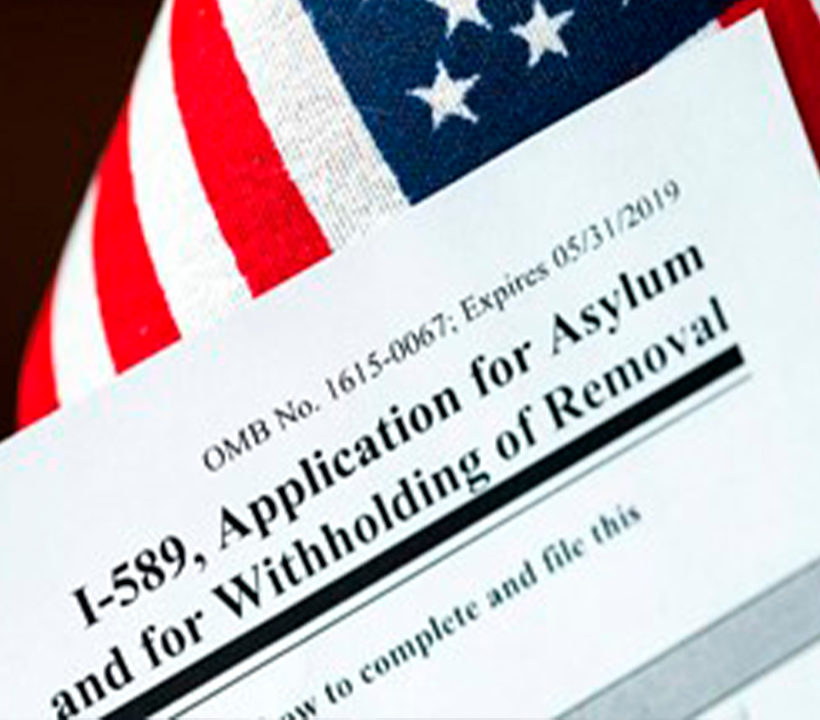 OMB No. 1615-0067; Expires 05/31/2019
I-589, Application for Asylum
and for Withholding of Removal
to complete and file this